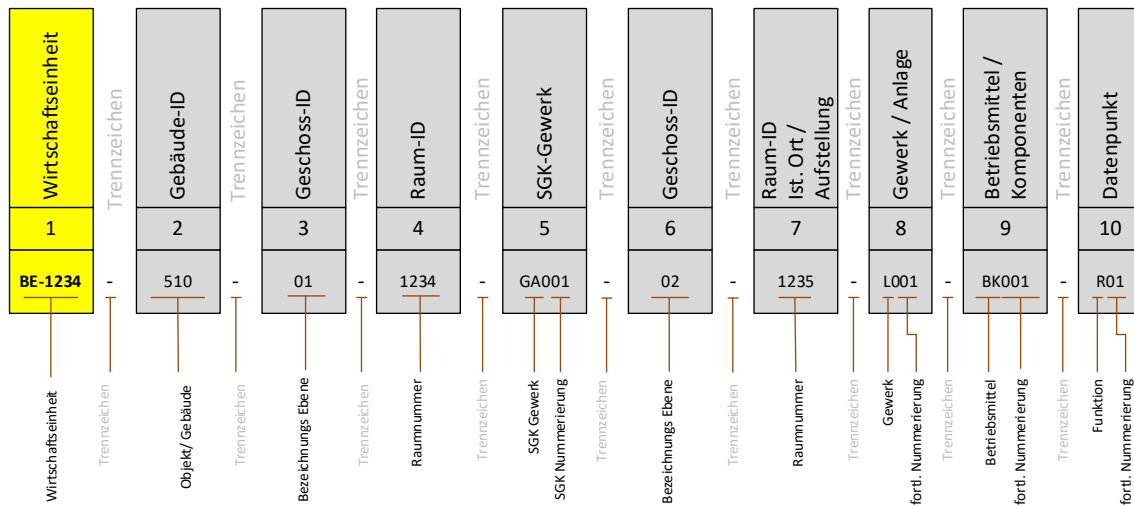 Wirtschaftseinheit
Trennzeichen
Gebäude-ID
Trennzeichen
Geschoss-ID
Trennzeichen
Raum-ID
Trennzeichen
SGK-Gewerk
Trennzeichen
Geschoss-ID
Trennzeichen
Raum-ID
Ist. Ort /
Aufstellung
Trennzeichen
Gewerk / Anlage
Trennzeichen
Betriebsmittel /
Komponenten
Trennzeichen
Datenpunkt
1 2 3 4 5 6 7 8 9 10
BE-1234 - 510 - 01 - 1234 - GA001 - 02 - 1235 - L001 - BK001 - R01
Wirtschaftseinheit
Trennzeichen
Objekt/ Gebäude
Trennzeichen
Bezeichnungs Ebene
Trennzeichen
Raumnummer
Trennzeichen
SGK Gewerk
SGK Nummerierung
Trennzeichen
Bezeichnungs Ebene
Trennzeichen
Raumnummer
Trennzeichen
Gewerk
fortl. Nummerierung
Trennzeichen
Betriebsmittel
fortl. Nummerierung
Trennzeichen
Funktion
fortl. Nummerierung